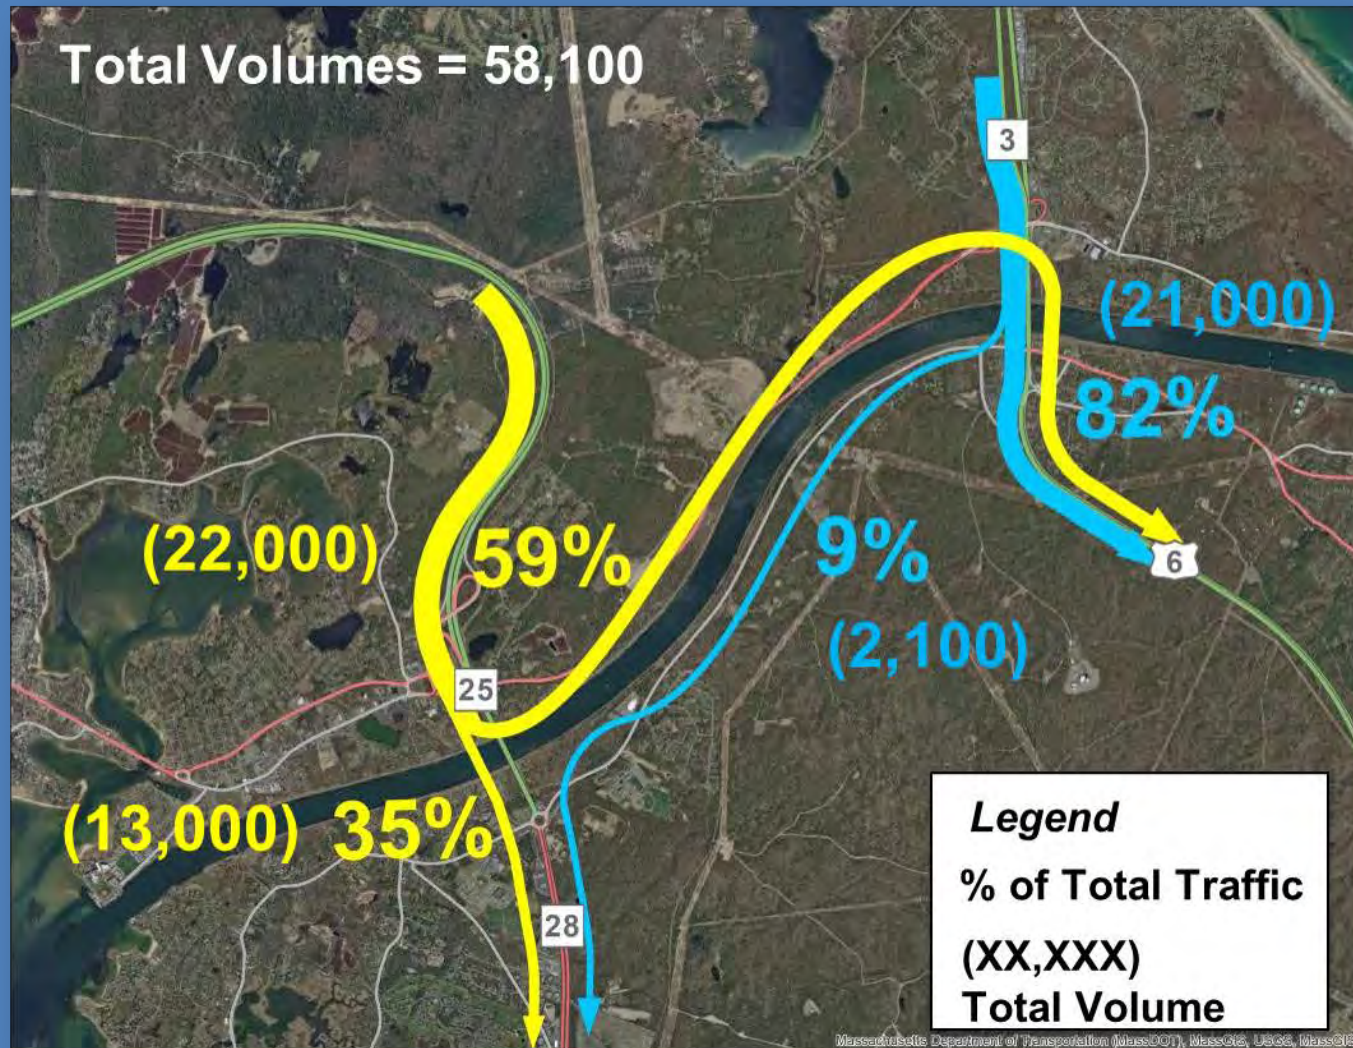 Total Volumes = 58,100
3
(21,000)
82%
(22,000)
59%
9%
6
(2,100)
25
(13,000) 35%
28
Legend
% of Total Traffic
(XX,XXX)
Total Volume
Massachusetts Department of Transportation (MassDOT), MassGIS, USGS, MassGIS